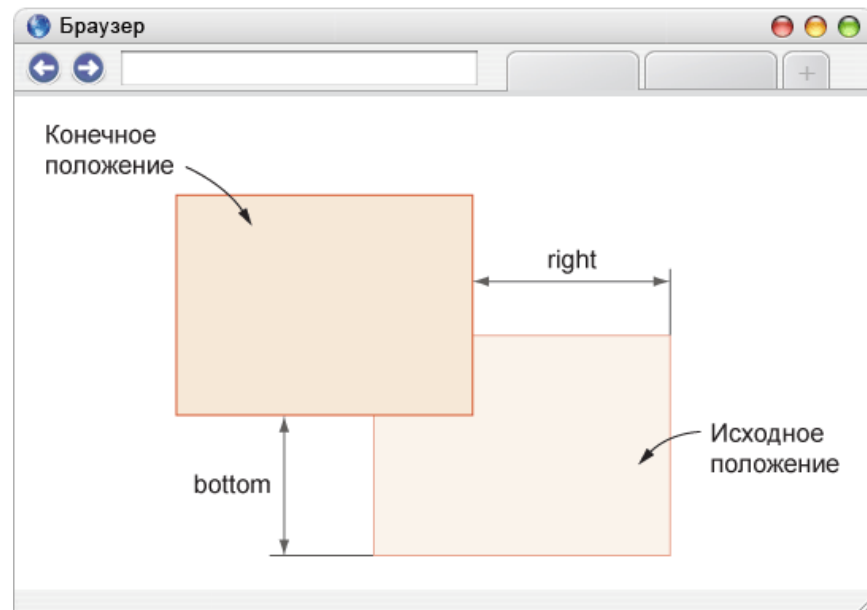 Браузер
+
Конечное
положение
right
Исходное
положение
bottom